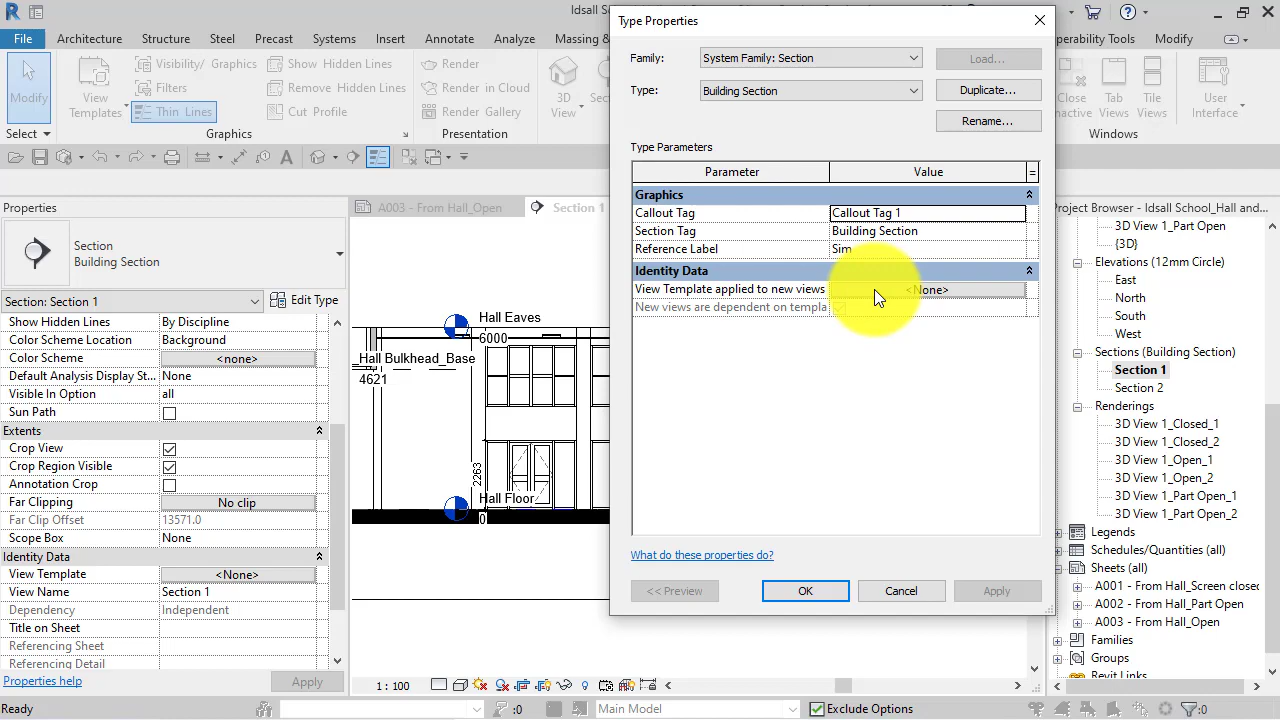 Idsall
Type Properties
File
Architecture
Structure
Steel
Precast
Systems
Insert
Annotate
Analyze
Massing &
perability Tools
Modify
Modify
View
Templates
Visibility/ Graphics
Filters
Thin Lines
Show Hidden Lines
Remove Hidden Lines
Cut Profile
Render
Render in Cloud
Render Gallery
3D
View
Close
Inactive
Tab
Views
Tile
Views
User
Interface
Select
Graphics
Presentation
Windows
Family:
System Family: Section
Load...
Type:
Building Section
Duplicate...
Rename...
Type Parameters
Parameter
Value
=
Graphics
Callout Tag
Callout Tag 1
Section Tag
Building Section
Reference Label
Sim
Identity Data
View Template applied to new views
<None>
New views are dependent on templa
What do these properties do?
<< Preview
OK
Cancel
Apply
Properties
Section
Building Section
Section: Section 1
Edit Type
Show Hidden Lines
By Discipline
Color Scheme Location
Background
Color Scheme
<none>
Default Analysis Display St...
None
Visible In Option
all
Sun Path
Extents
Crop View
Crop Region Visible
Annotation Crop
Far Clipping
No clip
Far Clip Offset
13571.0
Scope Box
None
Identity Data
View Template
<None>
View Name
Section 1
Dependency
Independent
Title on Sheet
Referencing Sheet
Referencing Detail
Properties help
Apply
A003 - From Hall_Open
Section 1
Hall Eaves
6000
Hall Bulkhead_Base
4621
2263
Hall Floor
0
1 : 100
Project Browser - Idsall School_Hall and...
3D View 1_Part Open
{3D}
Elevations (12mm Circle)
East
North
South
West
Sections (Building Section)
Section 1
Section 2
Renderings
3D View 1_Closed_1
3D View 1_Closed_2
3D View 1_Open_1
3D View 1_Open_2
3D View 1_Part Open_1
3D View 1_Part Open_2
Legends
Schedules/Quantities (all)
Sheets (all)
A001 - From Hall_Screen closed
A002 - From Hall_Part Open
A003 - From Hall_Open
Families
Groups
Revit Links
Ready
:0
Main Model
Exclude Options
:0